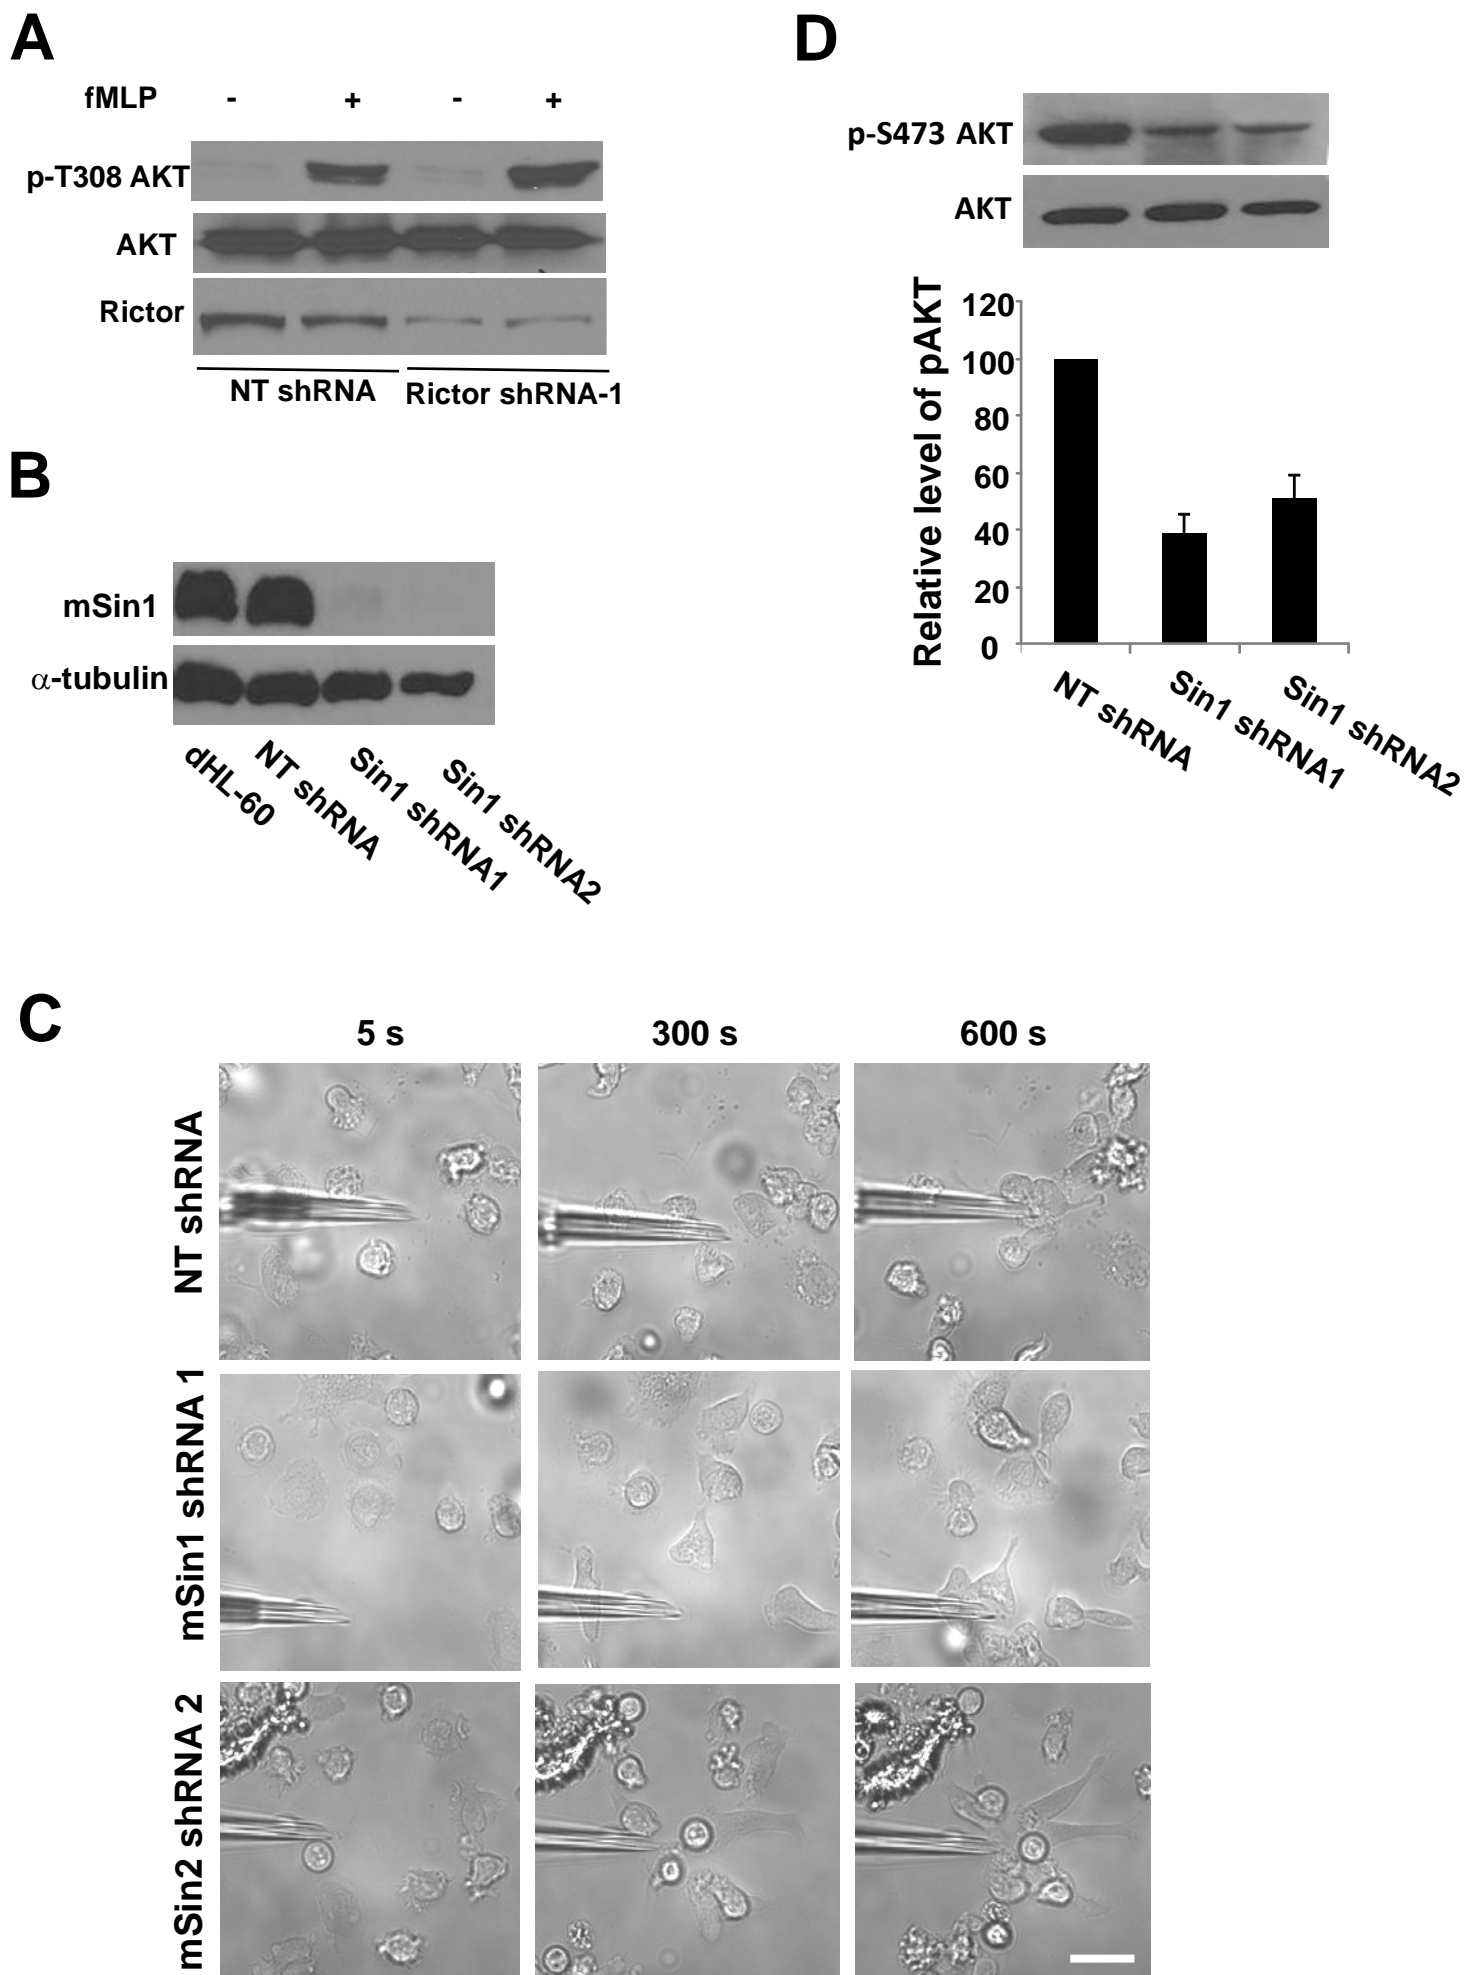 A
fMLP - + - +
p-T308 AKT
AKT
Rictor
NT shRNA Rictor shRNA-1
B
mSin1
α-tubulin
dHL-60
NT shRNA
Sin1 shRNA1
Sin1 shRNA2
D
p-S473 AKT
AKT
Relative level of pAKT
120
100
80
60
40
20
0
NT shRNA
Sin1 shRNA1
Sin1 shRNA2
C
5 s 300 s 600 s
NT shRNA
mSin1 shRNA 1
mSin2 shRNA 2